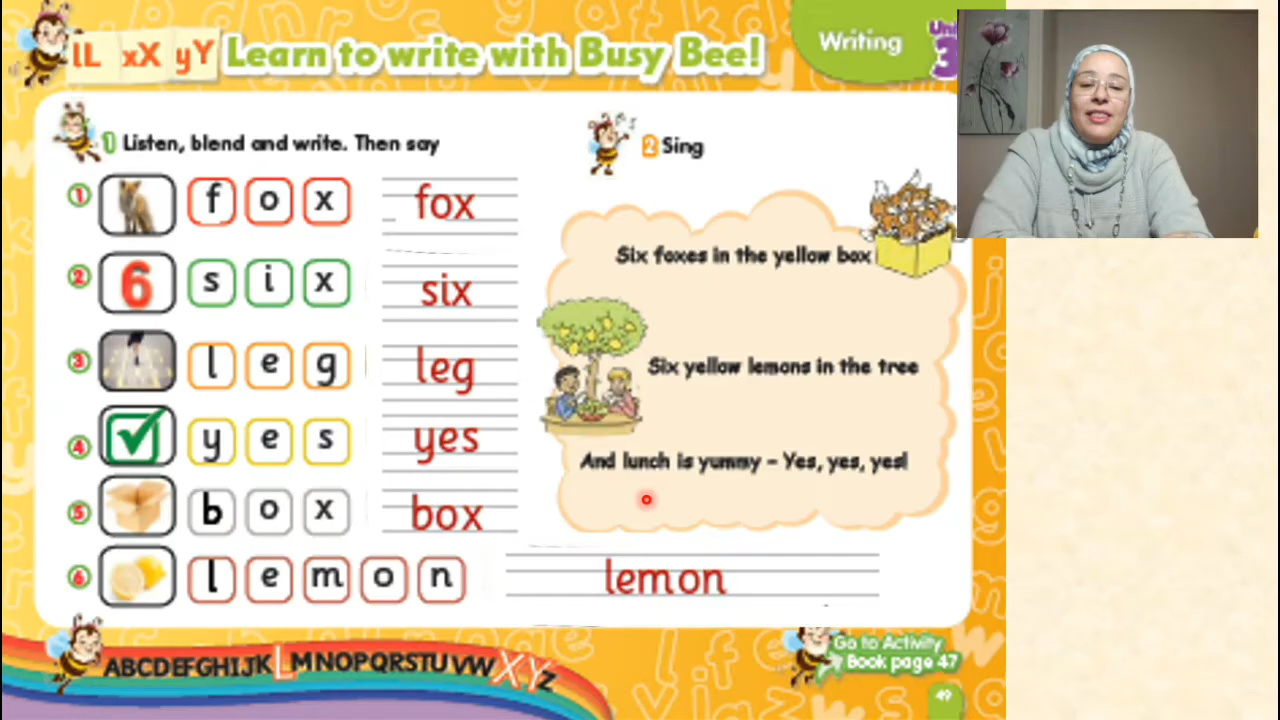 lL xX yY Learn to write with Busy Bee!
Writing
3
1 Listen, blend and write. Then say
1 f o x fox
2 6 s i x six
3 l e g leg
4 y e s yes
5 b o x box
6 l e m o n lemon
2 Sing
Six foxes in the yellow box
Six yellow lemons in the tree
And lunch is yummy – Yes, yes, yes!
ABCDEFGHIJKLMNOPQRSTUVWXYZ
Go to Activity
Book page 47
49